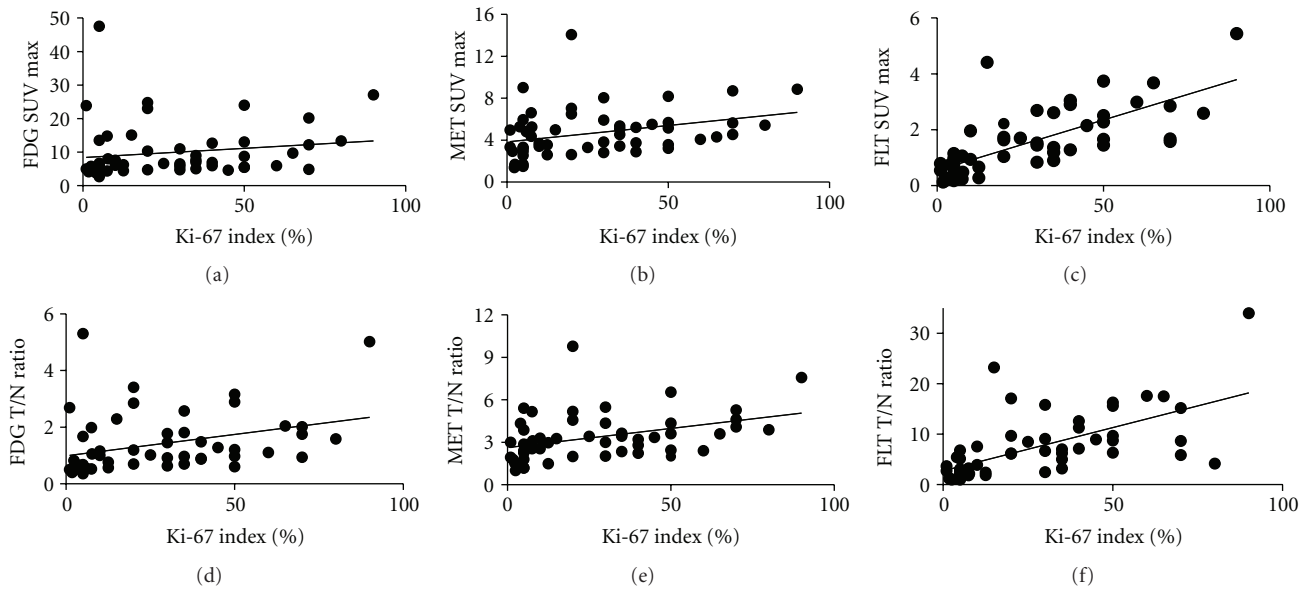 FDG SUV max
50
40
30
20
10
0
0
50
100
Ki-67 index (%)
(a)
MET SUV max
16
12
8
4
0
0
50
100
Ki-67 index (%)
(b)
FLT SUV max
6
4
2
0
0
50
100
Ki-67 index (%)
(c)
FDG T/N ratio
6
4
2
0
0
50
100
Ki-67 index (%)
(d)
MET T/N ratio
12
9
6
3
0
0
50
100
Ki-67 index (%)
(e)
FLT T/N ratio
30
20
10
0
0
50
100
Ki-67 index (%)
(f)